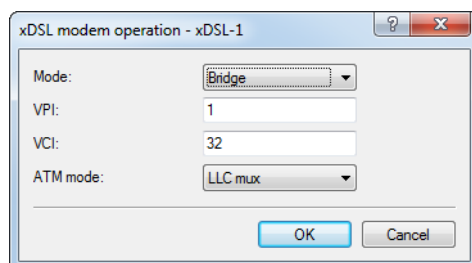 xDSL modem operation - xDSL-1
?
Mode: Bridge
VPI: 1
VCI: 32
ATM mode: LLC mux
OK Cancel